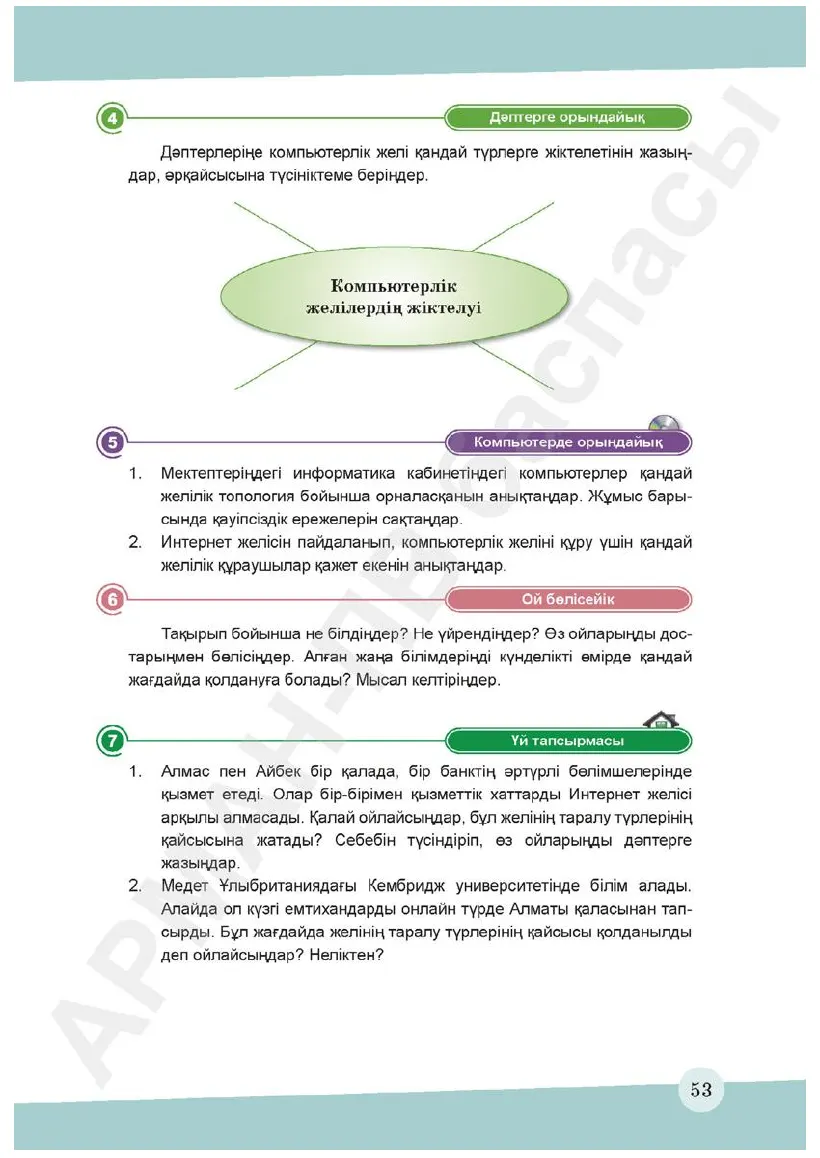 4 Дәптерге орындайық
Дәптерлеріңе компьютерлік желі қандай түрлерге жіктелетінін жазың-
дар, әрқайсысына түсініктеме беріңдер.
Компьютерлік
желілердің жіктелуі
5 Компьютерде орындайық
1. Мектептеріңдегі информатика кабинетіндегі компьютерлер қандай
желілік топология бойынша орналасқанын анықтаңдар. Жұмыс бары-
сында қауіпсіздік ережелерін сақтаңдар.
2. Интернет желісін пайдаланып, компьютерлік желіні құру үшін қандай
желілік құраушылар қажет екенін анықтаңдар.
6 Ой бөлісейік
Тақырып бойынша не білдіңдер? Не үйрендіңдер? Өз ойларыңды дос-
тарыңмен бөлісіңдер. Алған жаңа білімдеріңді күнделікті өмірде қандай
жағдайда қолдануға болады? Мысал келтіріңдер.
7 Үй тапсырмасы
1. Алмас пен Айбек бір қалада, бір банктің әртүрлі бөлімшелерінде
қызмет етеді. Олар бір-бірімен қызметтік хаттарды Интернет желісі
арқылы алмасады. Қалай ойлайсыңдар, бұл желінің таралу түрлерінің
қайсысына жатады? Себебін түсіндіріп, өз ойларыңды дәптерге
жазыңдар.
2. Медет Ұлыбританиядағы Кембридж университетінде білім алады.
Алайда ол күзгі емтихандарды онлайн түрде Алматы қаласынан тап-
сырды. Бұл жағдайда желінің таралу түрлерінің қайсысы қолданылды
деп ойлайсыңдар? Неліктен?
АРМАН-ПВ баспасы
53